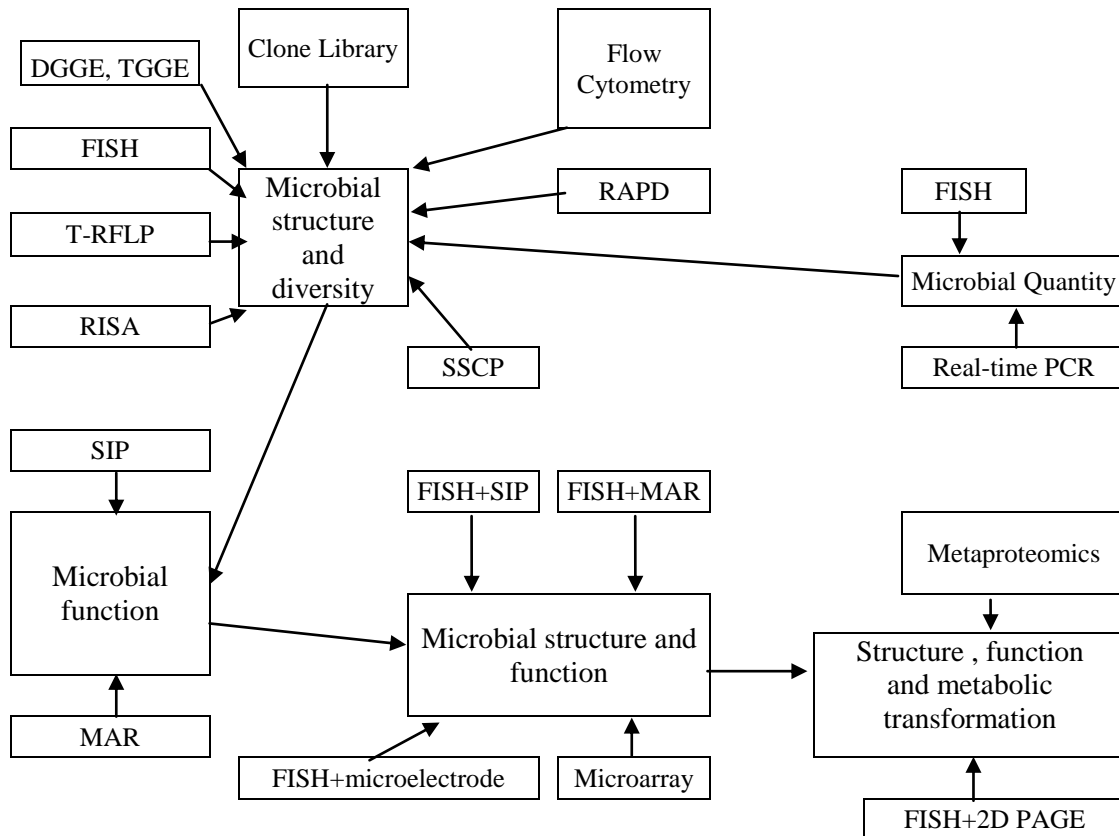 DGGE, TGGE
Clone Library
Flow
Cytometry
FISH
Microbial
structure
and
diversity
RAPD
FISH
T-RFLP
Microbial Quantity
RISA
SSCP
Real-time PCR
SIP
FISH+SIP
FISH+MAR
Microbial
function
Metaproteomics
Microbial structure and
function
Structure , function
and metabolic
transformation
MAR
FISH+microelectrode
Microarray
FISH+2D PAGE